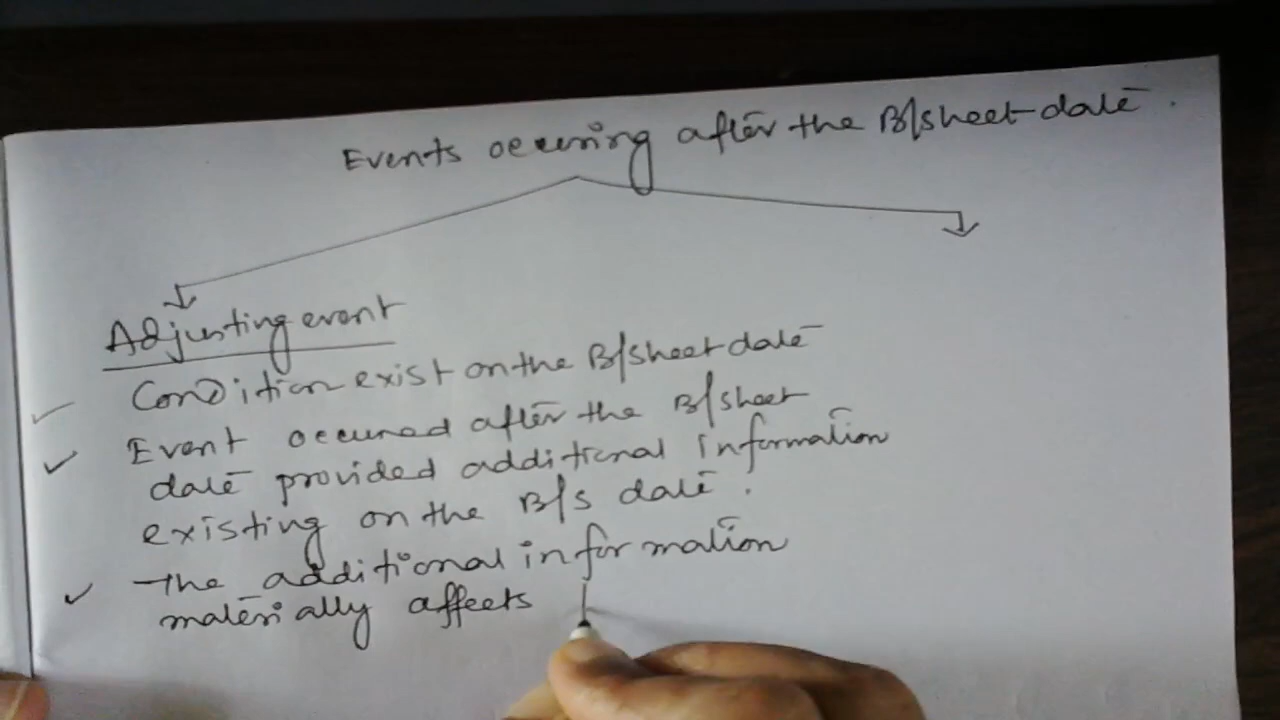 Events occuring after the B/sheet date.
Adjusting event
Condition exist on the B/sheet date
Event occured after the B/sheet
date provided additional information
existing on the B/s date.
The additional information
materially affects